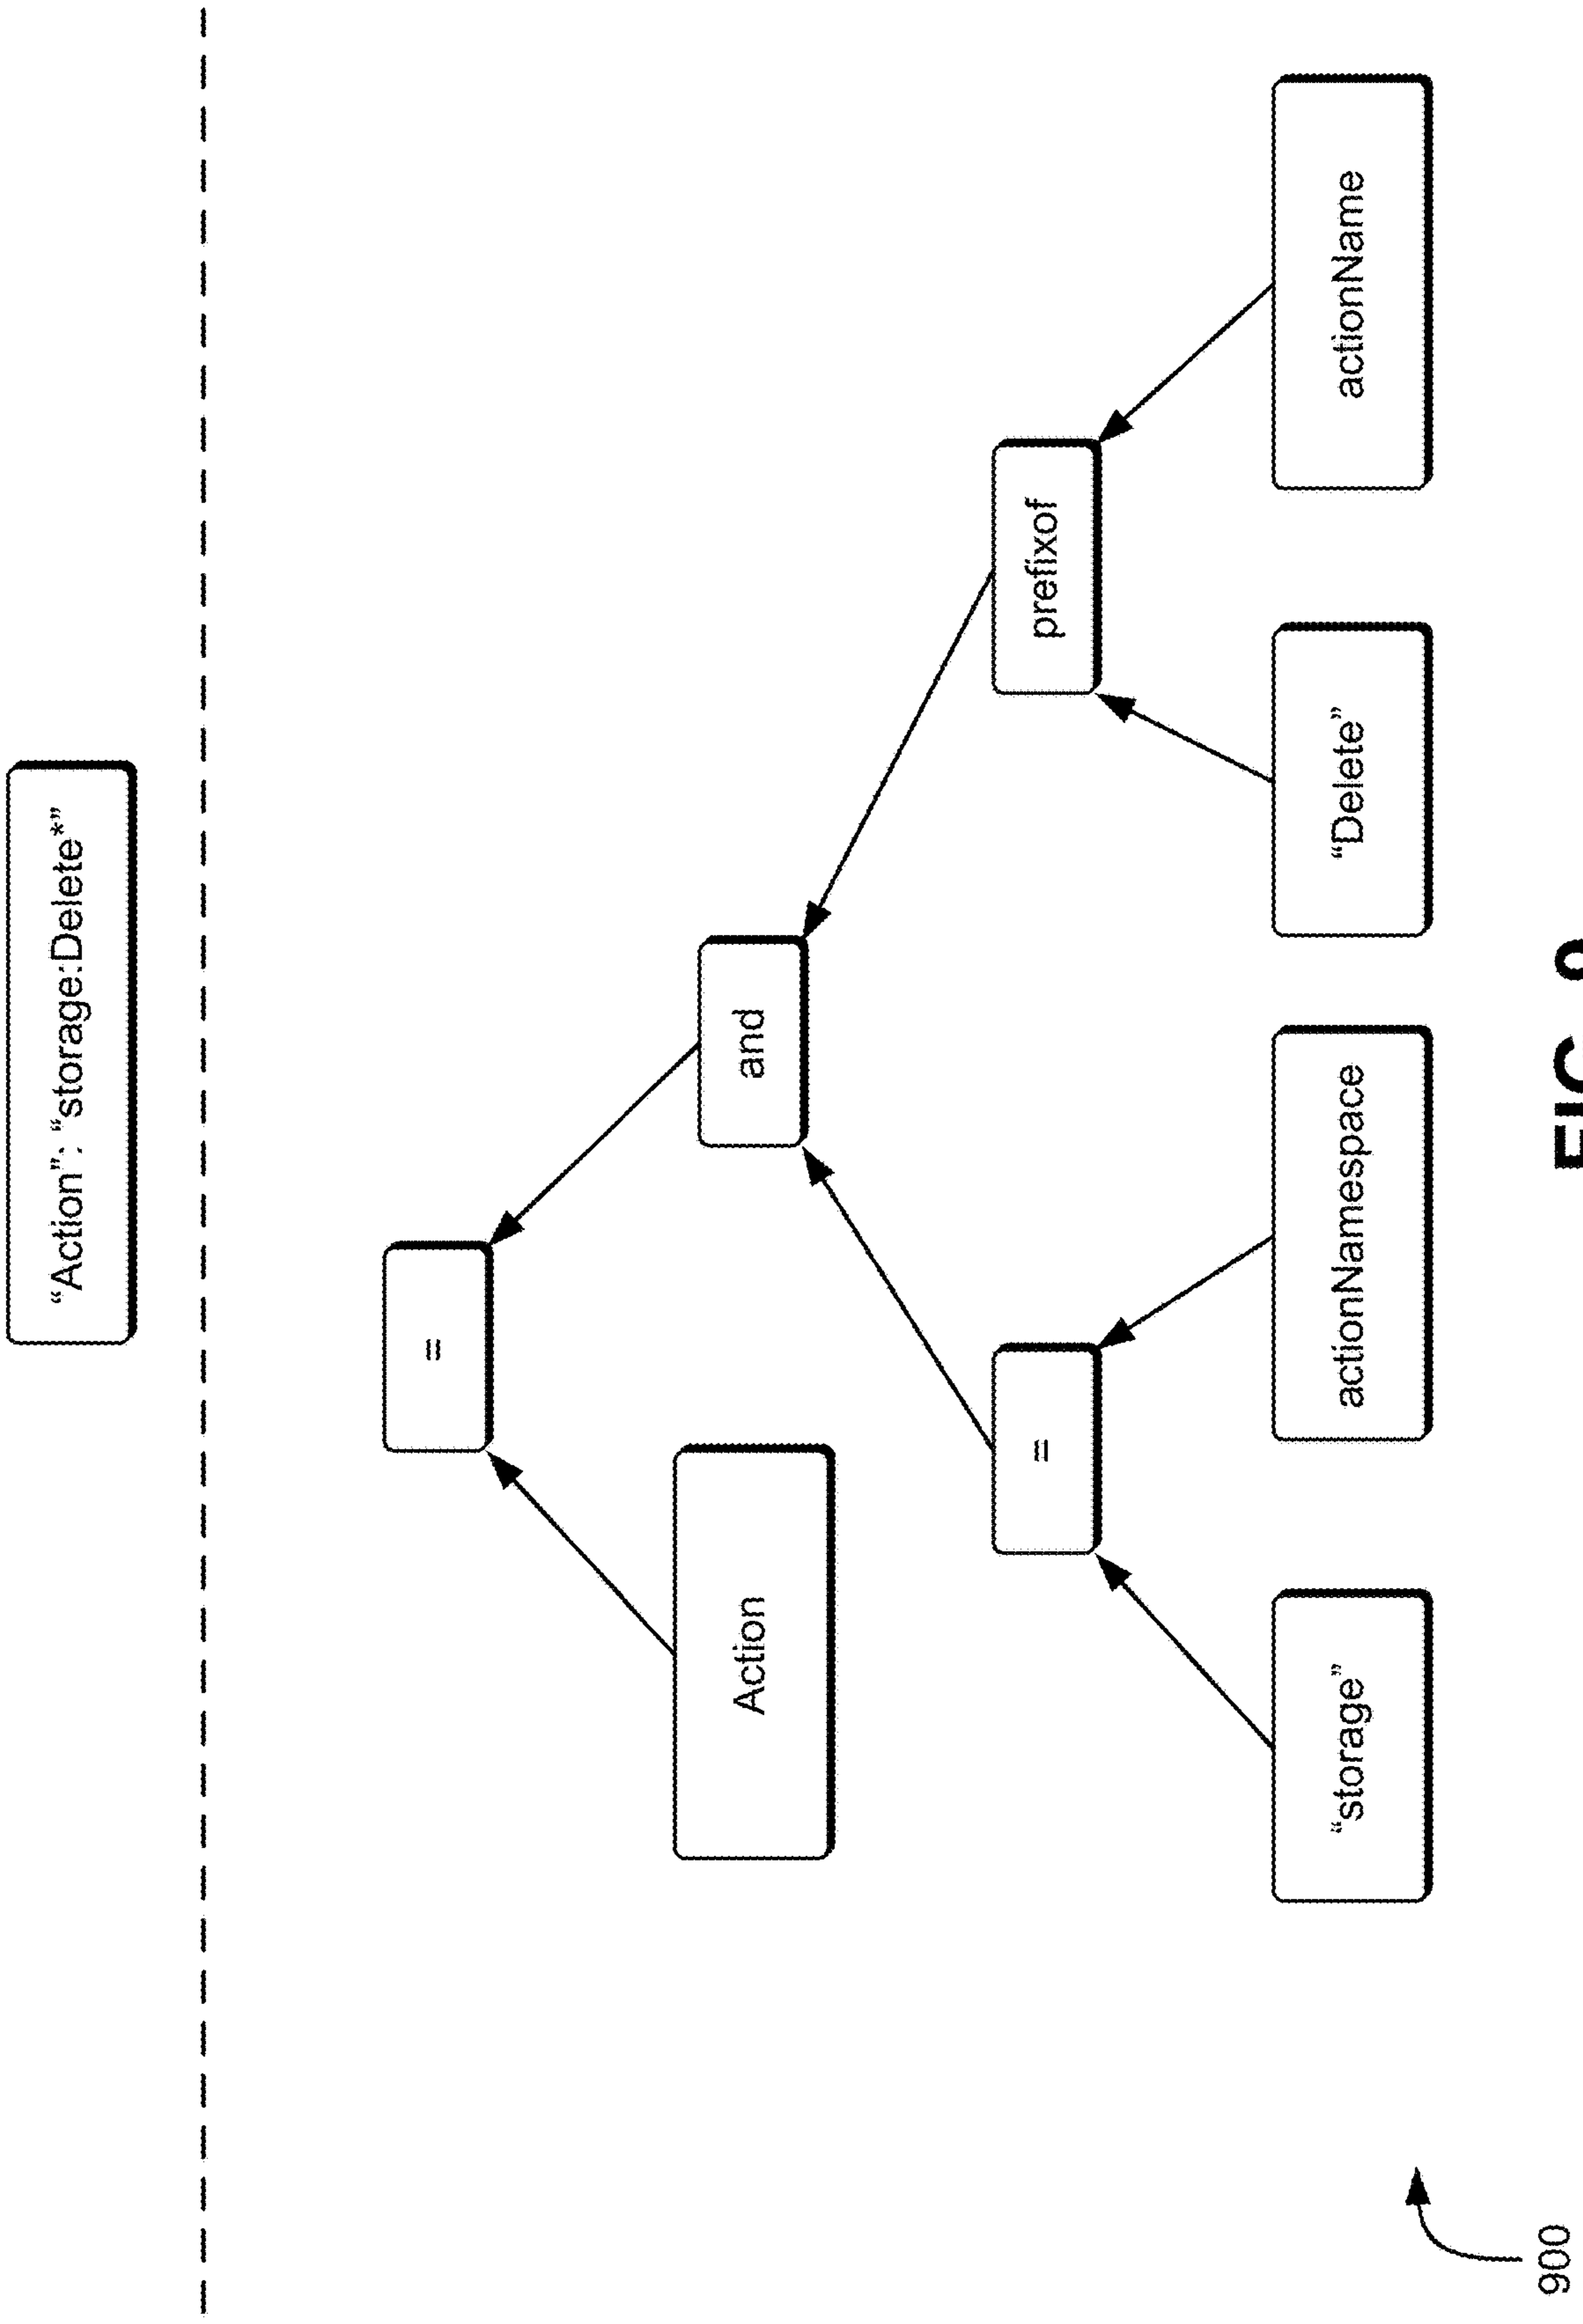 “Action”: “storage:Delete*”
=
Action
and
=
prefixof
“storage”
actionNamespace
“Delete”
actionName
900